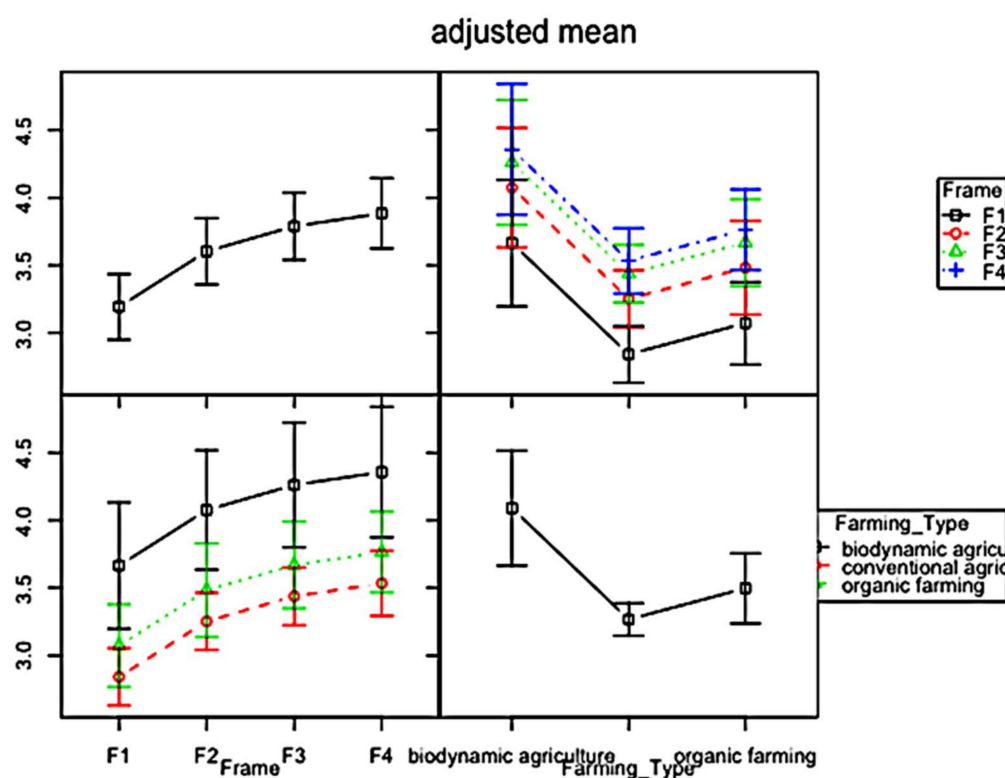 adjusted mean
4.5
4.0
3.5
3.0
Frame
F1
F2
F3
F4
4.5
4.0
3.5
3.0
Farming_Type
biodynamic agricu
conventional agric
organic farming
F1 F2 F3 F4 biodynamic agriculture organic farming
Frame Farming_Type